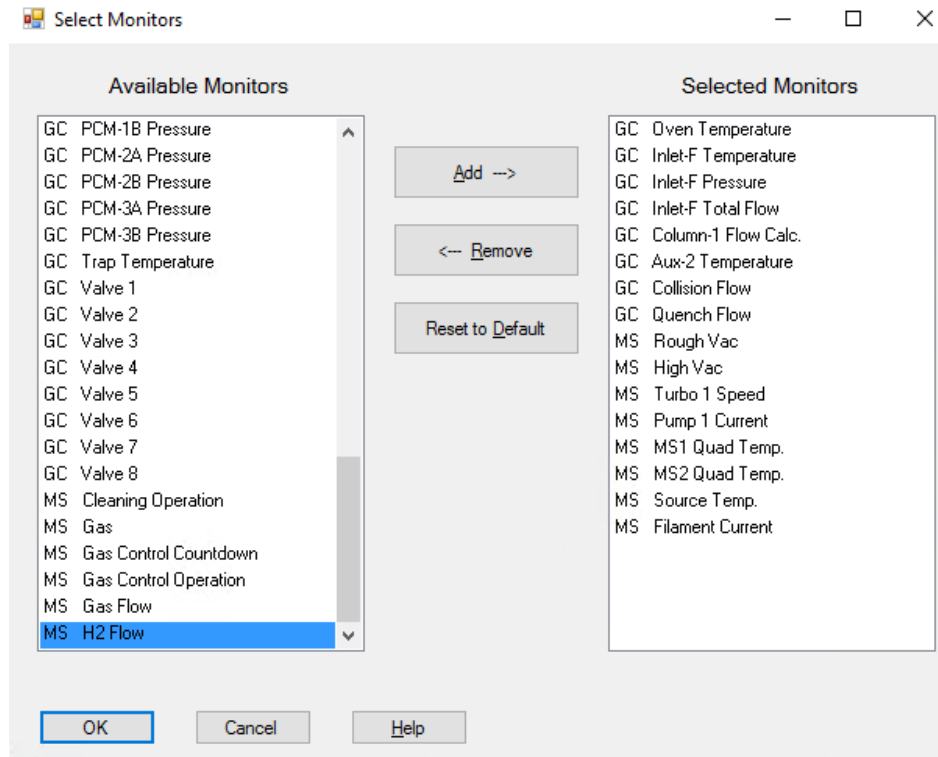 Select Monitors
Available Monitors
GC PCM-1B Pressure
GC PCM-2A Pressure
GC PCM-2B Pressure
GC PCM-3A Pressure
GC PCM-3B Pressure
GC Trap Temperature
GC Valve 1
GC Valve 2
GC Valve 3
GC Valve 4
GC Valve 5
GC Valve 6
GC Valve 7
GC Valve 8
MS Cleaning Operation
MS Gas
MS Gas Control Countdown
MS Gas Control Operation
MS Gas Flow
MS H2 Flow
Add --->
<--- Remove
Reset to Default
Selected Monitors
GC Oven Temperature
GC Inlet-F Temperature
GC Inlet-F Pressure
GC Inlet-F Total Flow
GC Column-1 Flow Calc.
GC Aux-2 Temperature
GC Collision Flow
GC Quench Flow
MS Rough Vac
MS High Vac
MS Turbo 1 Speed
MS Pump 1 Current
MS MS1 Quad Temp.
MS MS2 Quad Temp.
MS Source Temp.
MS Filament Current
OK
Cancel
Help